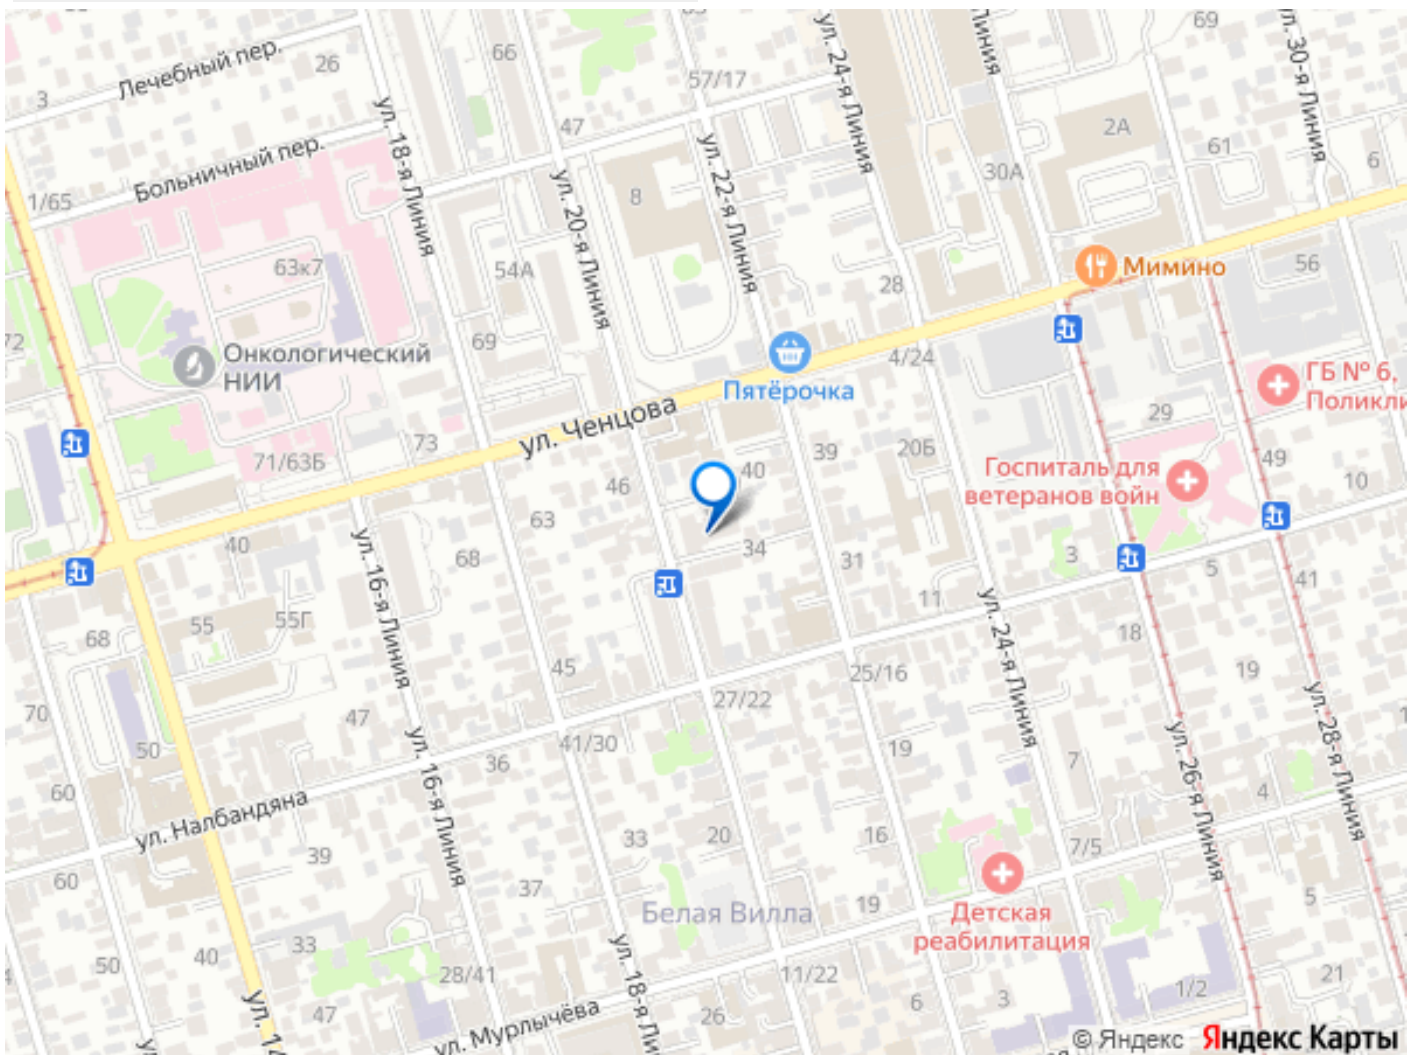 69
ул. 30-я Линия
66
Лечебный пер.
26
57/17
ул. 24-я Линия
Линия
3
47
2А
61
6
ул. 18-я Линия
ул. 22-я Линия
Больничный пер.
30А
1/65
8
ул. 20-я Линия
63к7
54А
Мимино
56
28
72
69
Онкологический
НИИ
4/24
ГБ № 6,
Поликли
Пятёрочка
ул. Ченцова
29
73
71/63Б
39
20Б
40
46
Госпиталь для
ветеранов войн
49
10
63
40
68
34
31
3
5
41
ул. 16-я Линия
11
ул. 24-я Линия
68
55
55Г
18
45
25/16
19
27/22
70
47
50
41/30
36
19
7
ул. 26-я Линия
ул. 28-я Линия
ул. 16-я Линия
60
ул. Налбандяна
4
33
20
16
7/5
39
60
37
Белая Вилла
19
Детская
реабилитация
5
33
40
50
28/41
11/22
21
ул. 18-я Ли
1/2
6
3
47
26
ул. 14
ул. Мурлычёва
© Яндекс Яндекс Карты